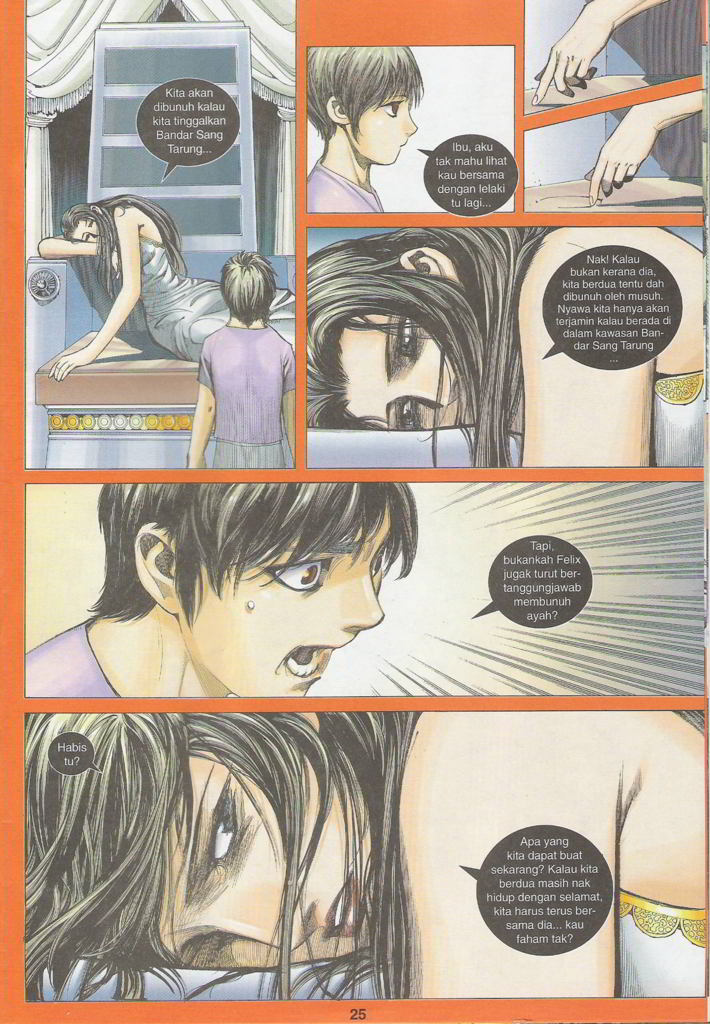 Kita akan
dibunuh kalau
kita tinggalkan
Bandar Sang
Tarung...
Ibu, aku
tak mahu lihat
kau bersama
dengan lelaki
tu lagi...
Nak! Kalau
bukan kerana dia,
kita berdua tentu dah
dibunuh oleh musuh.
Nyawa kita hanya
terjamin kalau berada di
dalam kawasan Ban-
dar Sang Tarung
...
Tapi,
bukankah Felix
jugak turut ber-
tanggungjawab
membunuh
ayah?
Habis
tu?
Apa yang
kita dapat buat
sekarang? Kalau kita
berdua masih nak
hidup dengan selamat,
kita harus terus ber-
sama dia... kau
faham tak?
25